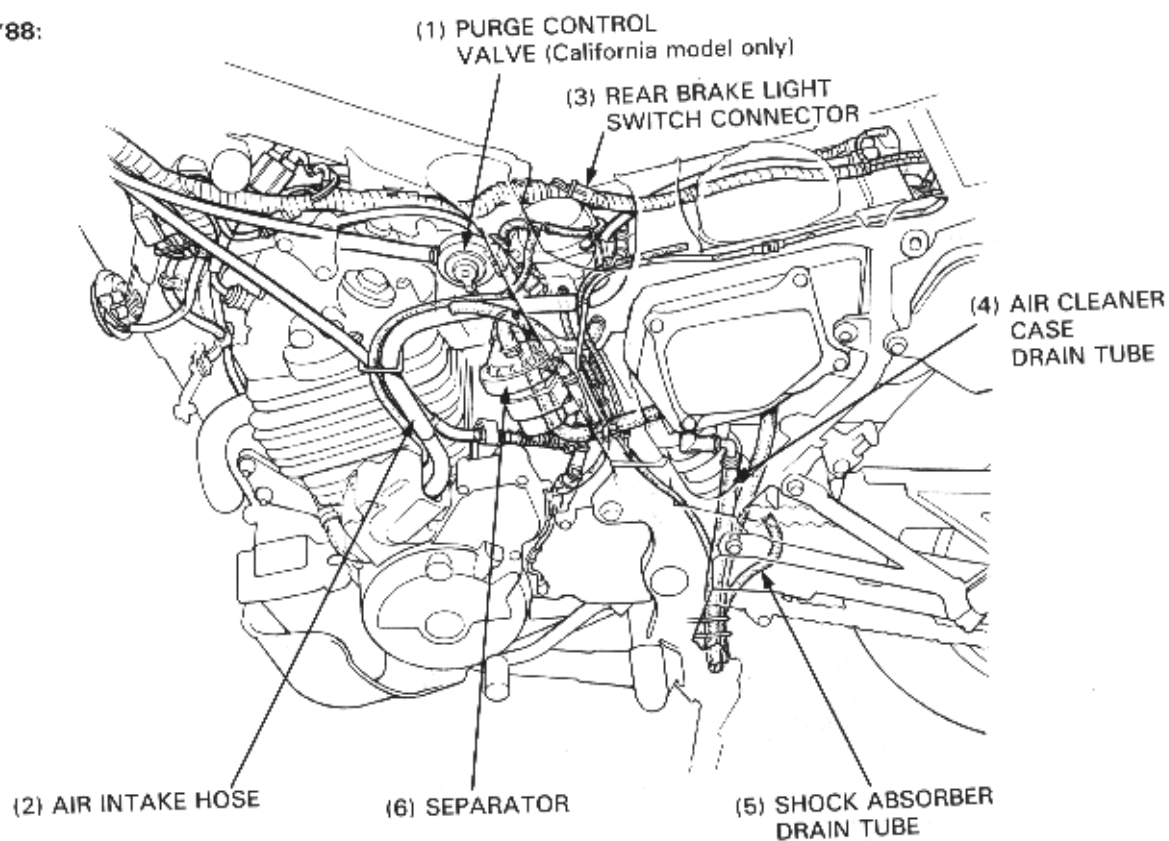 '88:
(1) PURGE CONTROL
VALVE (California model only)
(3) REAR BRAKE LIGHT
SWITCH CONNECTOR
(4) AIR CLEANER
CASE
DRAIN TUBE
(2) AIR INTAKE HOSE
(6) SEPARATOR
(5) SHOCK ABSORBER
DRAIN TUBE